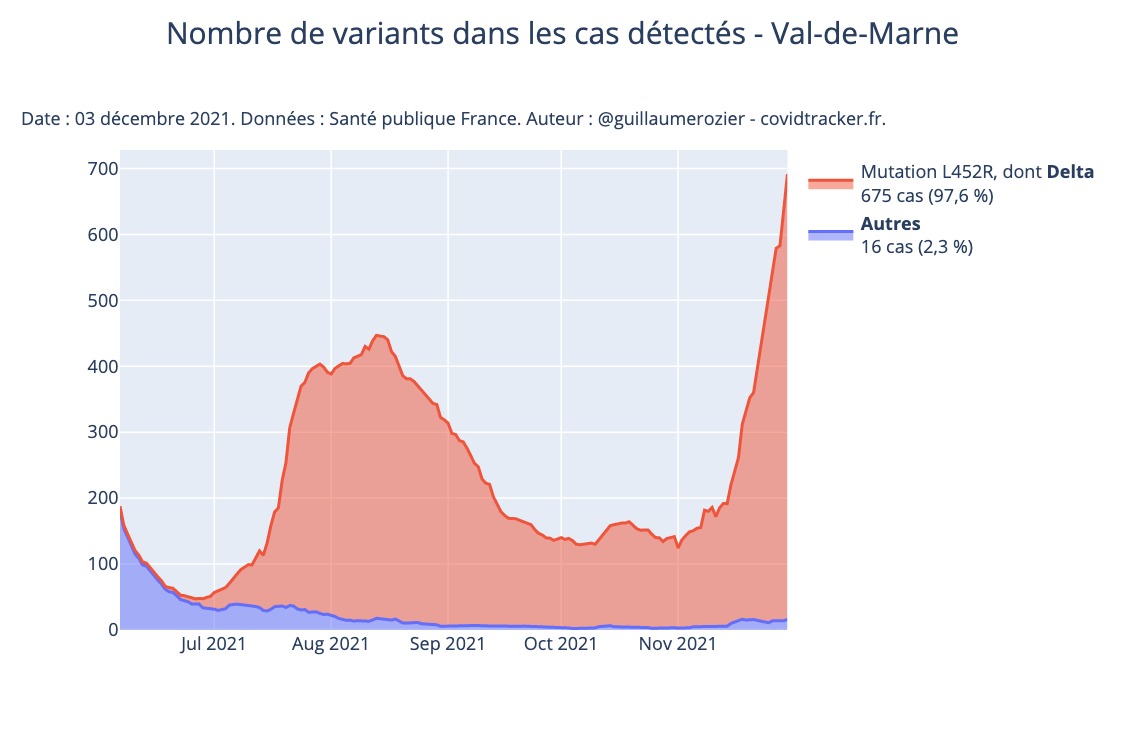 Nombre de variants dans les cas détectés - Val-de-Marne
Date : 03 décembre 2021. Données : Santé publique France. Auteur : @guillaumerozier - covidtracker.fr.
700
600
500
400
300
200
100
0
Jul 2021
Aug 2021
Sep 2021
Oct 2021
Nov 2021
Mutation L452R, dont Delta
675 cas (97,6 %)
Autres
16 cas (2,3 %)